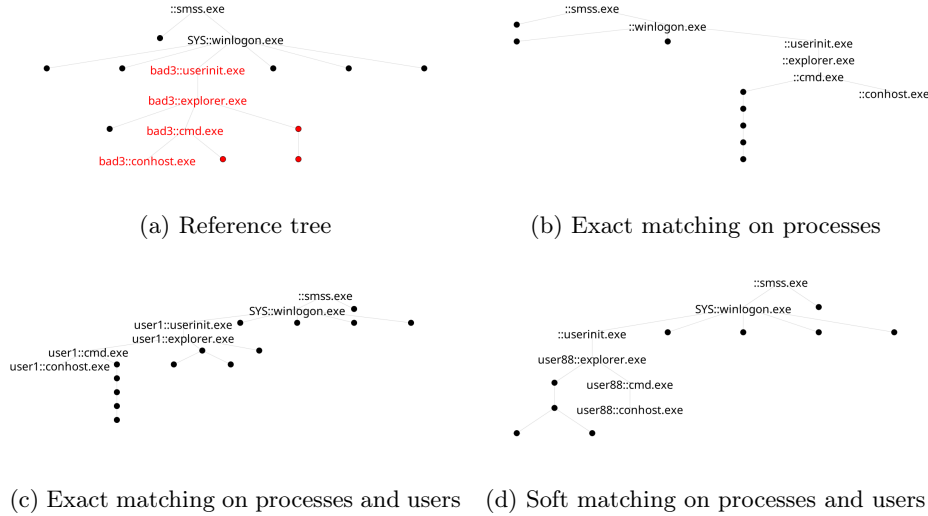 ::smss.exe
SYS::winlogon.exe
bad3::userinit.exe
bad3::explorer.exe
bad3::cmd.exe
bad3::conhost.exe
(a) Reference tree
::smss.exe
::winlogon.exe
::userinit.exe
::explorer.exe
::cmd.exe
::conhost.exe
(b) Exact matching on processes
::smss.exe
SYS::winlogon.exe
user1::userinit.exe
user1::explorer.exe
user1::cmd.exe
user1::conhost.exe
(c) Exact matching on processes and users
::smss.exe
SYS::winlogon.exe
::userinit.exe
user88::explorer.exe
user88::cmd.exe
user88::conhost.exe
(d) Soft matching on processes and users